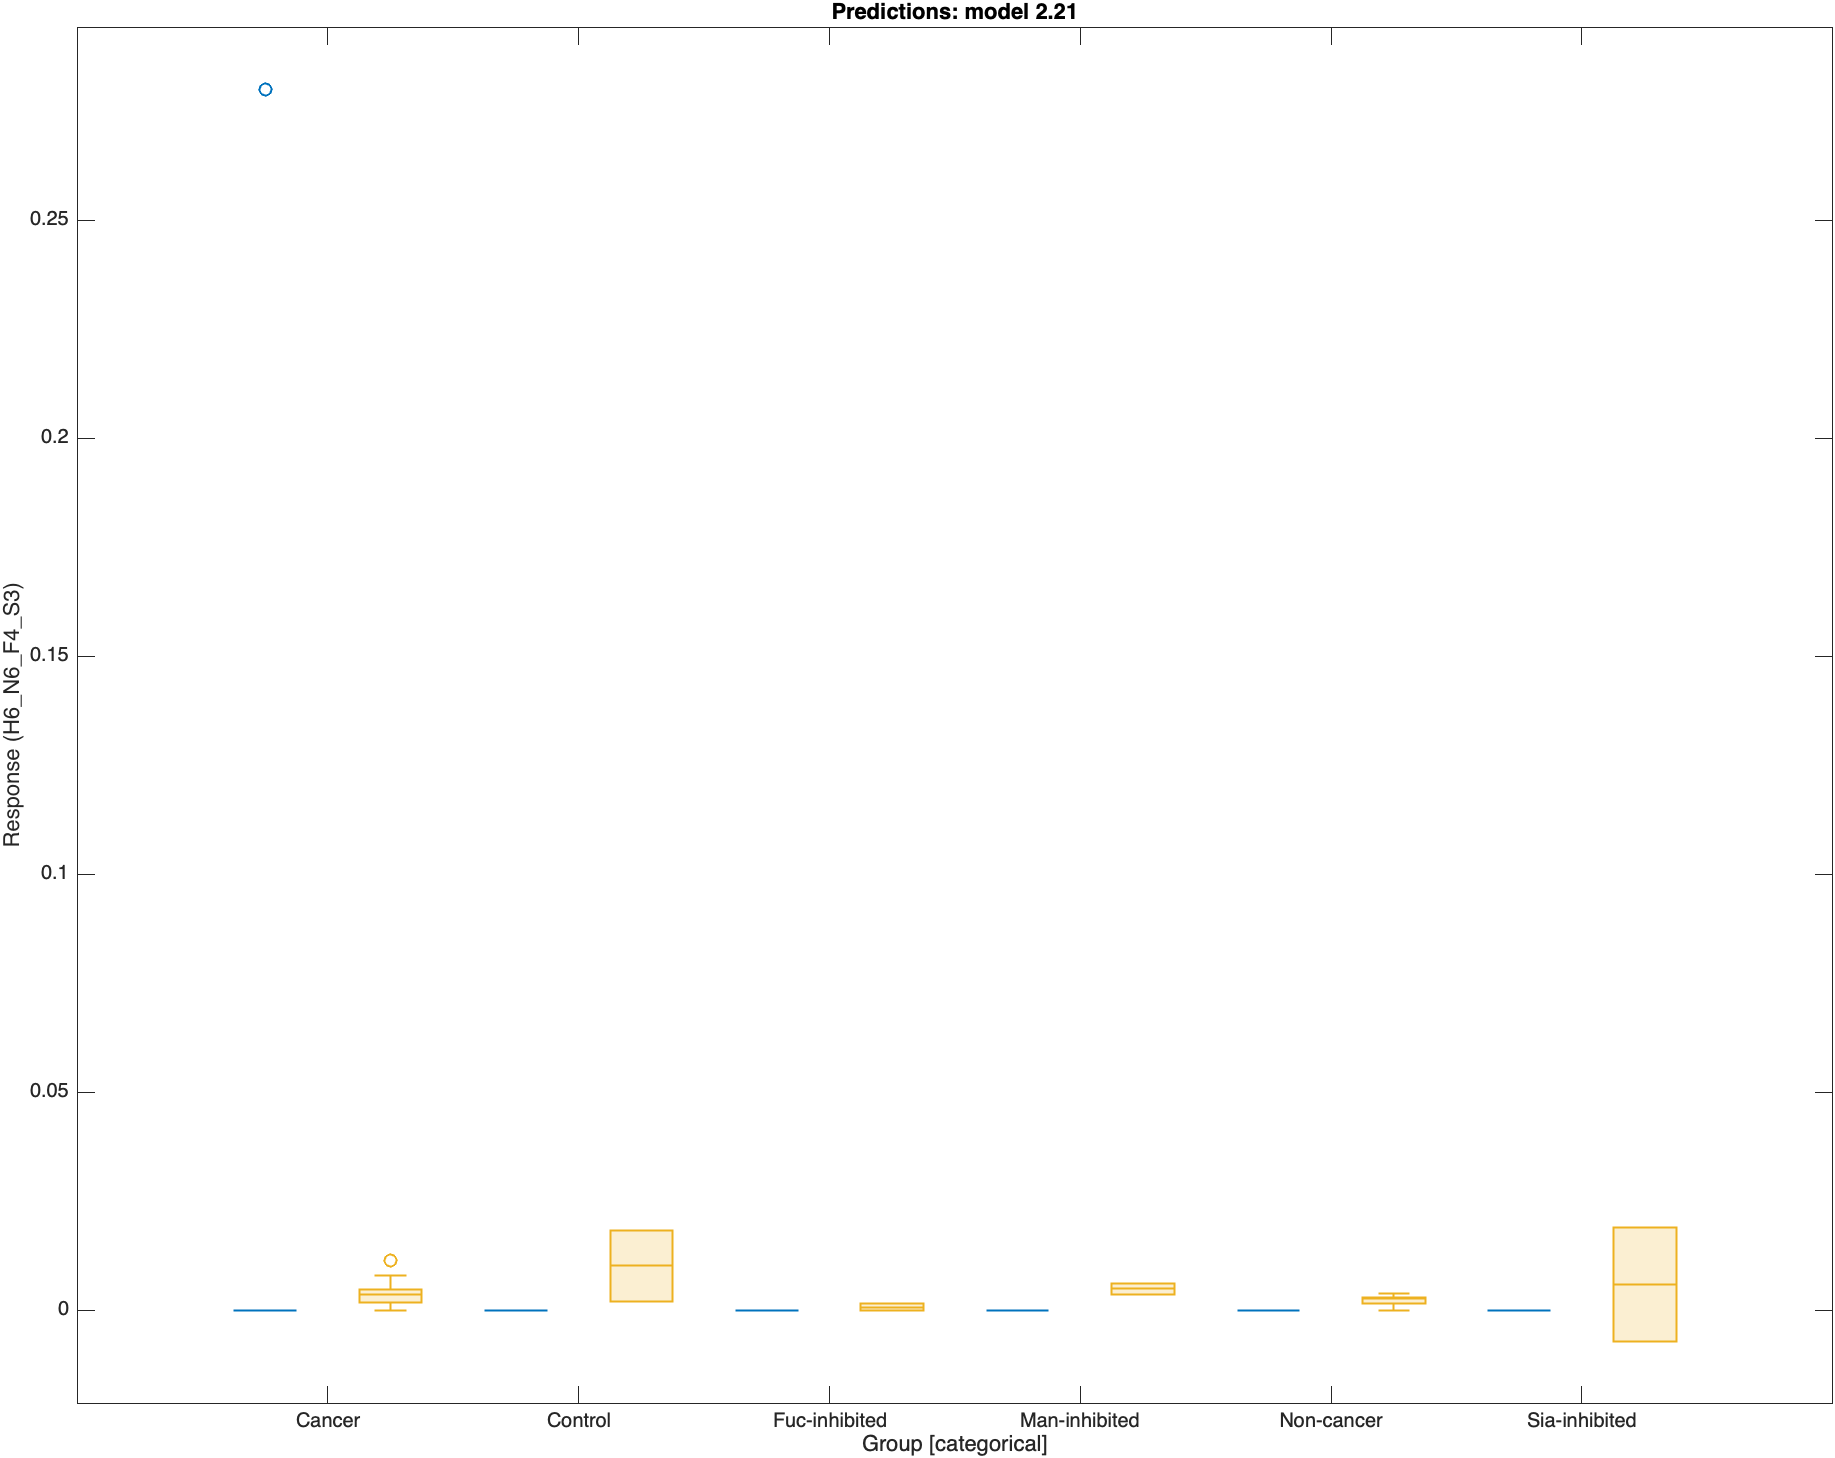 Predictions: model 2.21
Response (H6_N6_F4_S3)
0.25
0.2
0.15
0.1
0.05
0
Cancer Control Fuc-inhibited Man-inhibited Non-cancer Sia-inhibited
Group [categorical]